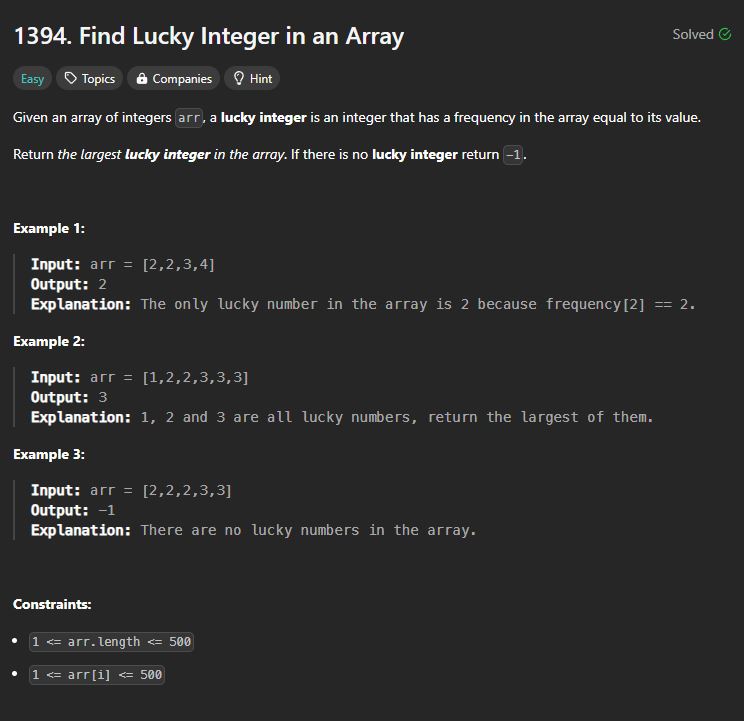 1394. Find Lucky Integer in an Array
Solved
Easy Topics Companies Hint
Given an array of integers arr, a lucky integer is an integer that has a frequency in the array equal to its value.
Return the largest lucky integer in the array. If there is no lucky integer return -1.
Example 1:
Input: arr = [2,2,3,4]
Output: 2
Explanation: The only lucky number in the array is 2 because frequency[2] == 2.
Example 2:
Input: arr = [1,2,2,3,3,3]
Output: 3
Explanation: 1, 2 and 3 are all lucky numbers, return the largest of them.
Example 3:
Input: arr = [2,2,2,3,3]
Output: -1
Explanation: There are no lucky numbers in the array.
Constraints:
• 1 <= arr.length <= 500
• 1 <= arr[i] <= 500